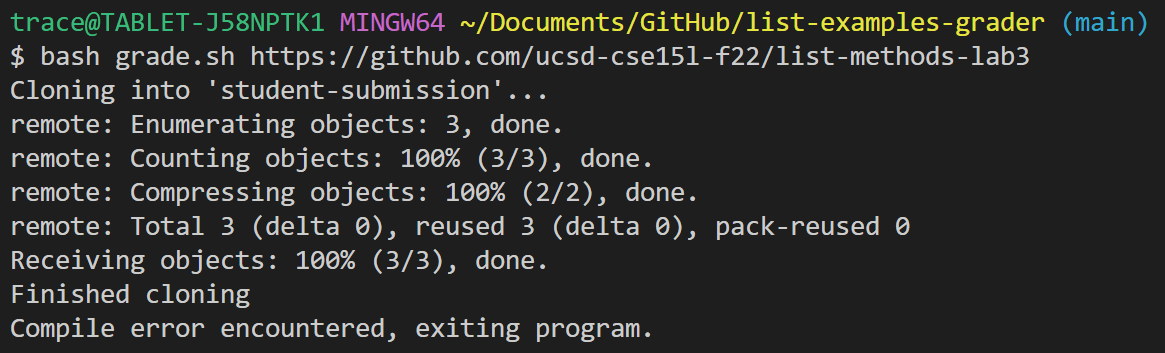 trace@TABLET-J58NPTK1 MINGW64 ~/Documents/GitHub/list-examples-grader (main)
$ bash grade.sh https://github.com/ucsd-cse15l-f22/list-methods-lab3
Cloning into 'student-submission'...
remote: Enumerating objects: 3, done.
remote: Counting objects: 100% (3/3), done.
remote: Compressing objects: 100% (2/2), done.
remote: Total 3 (delta 0), reused 3 (delta 0), pack-reused 0
Receiving objects: 100% (3/3), done.
Finished cloning
Compile error encountered, exiting program.